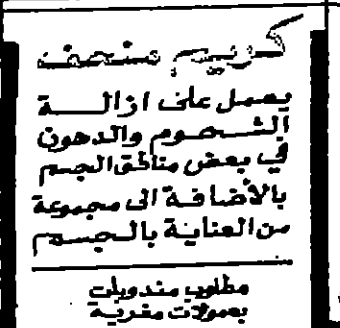 كريم منحف
يعمل على ازالة
الشحوم والدهون
في بعض مناطق الجسم
بالأضافة الى مجموعة
من العناية بالجسم
مطلوب مندوبات
بعمولات مغرية